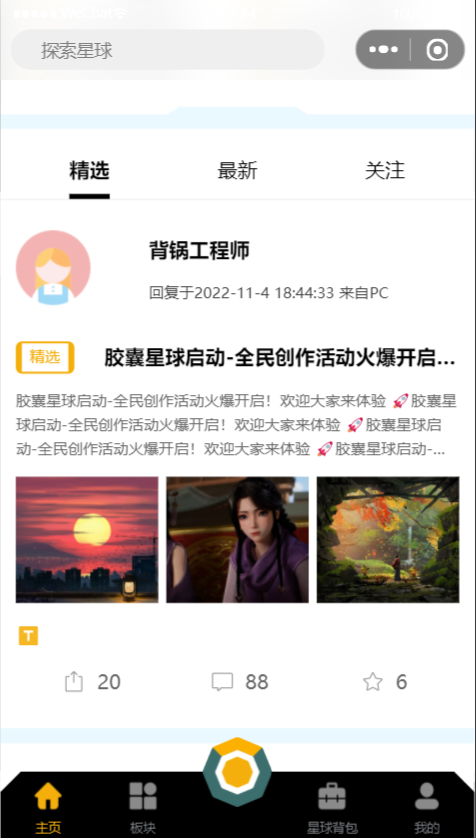 探索星球
精选 最新 关注
背锅工程师
回复于2022-11-4 18:44:33 来自PC
精选 胶囊星球启动-全民创作活动火爆开启...
胶囊星球启动-全民创作活动火爆开启！欢迎大家来体验 🚀胶囊
星球启动-全民创作活动火爆开启！欢迎大家来体验 🚀胶囊星球启
动-全民创作活动火爆开启！欢迎大家来体验 🚀胶囊星球启动-...
T
20 88 6
主页 板块 星球背包 我的